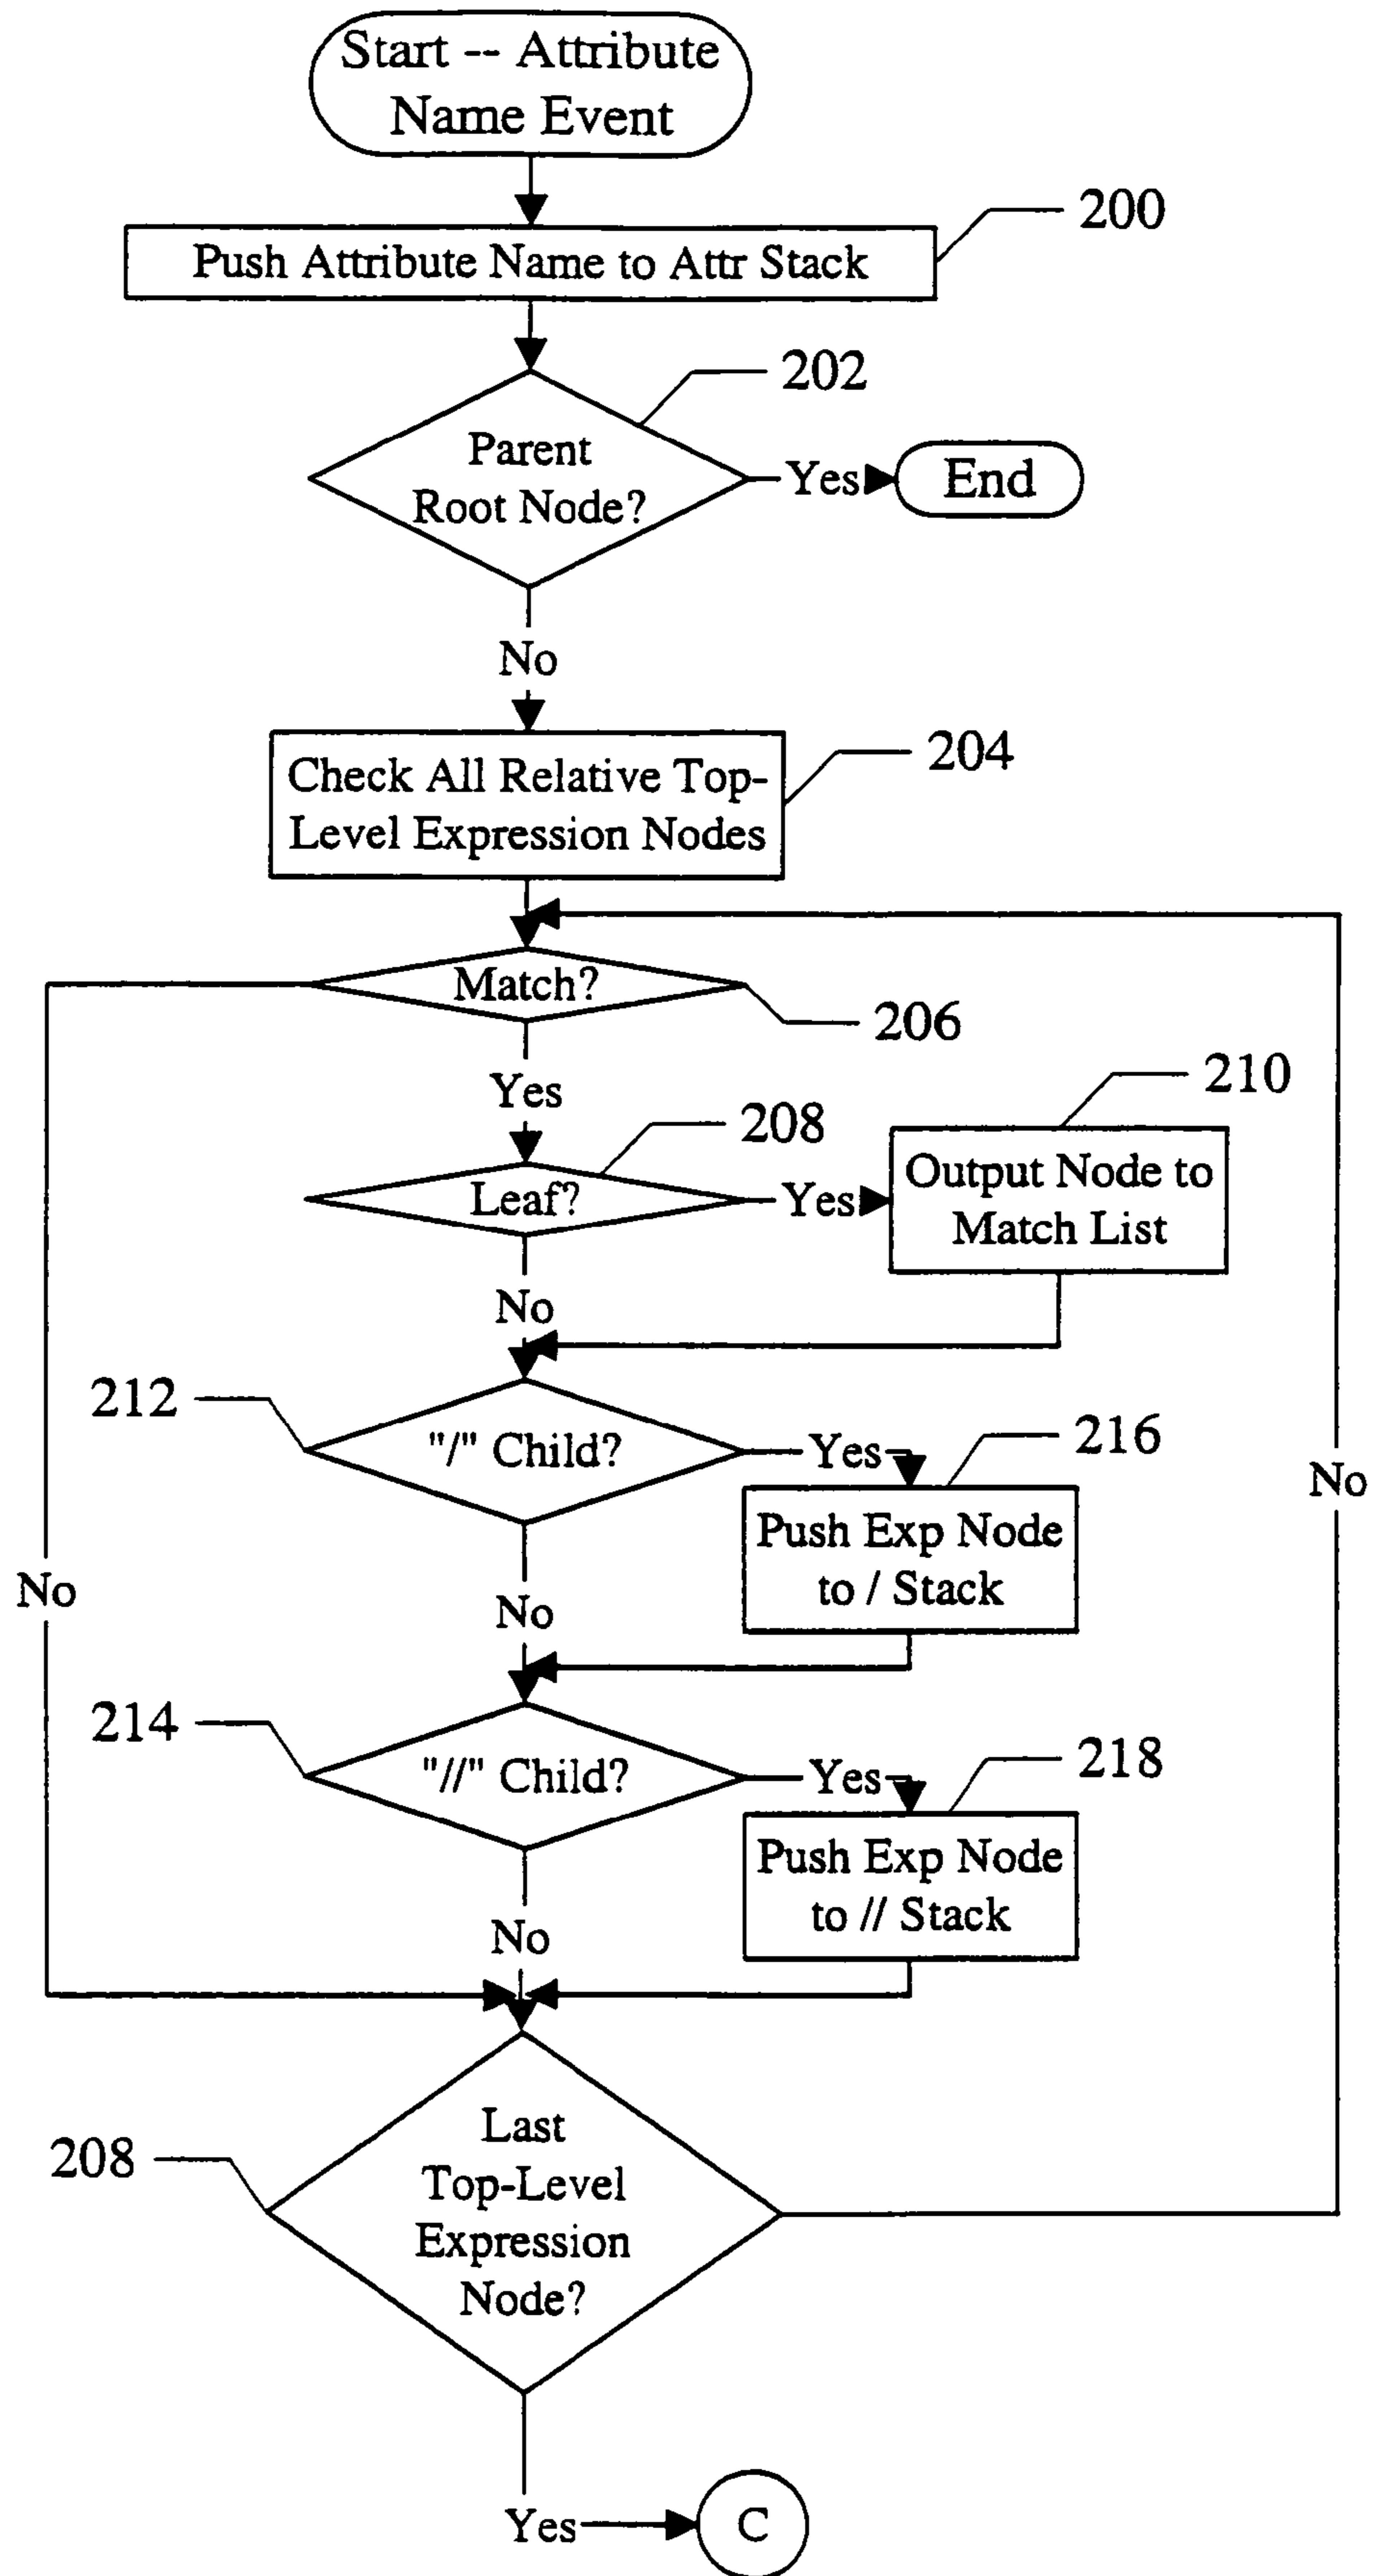 Start -- Attribute
Name Event
200
Push Attribute Name to Attr Stack
202
Parent
Root Node?
Yes
End
No
204
Check All Relative Top-
Level Expression Nodes
Match?
206
Yes
210
208
Leaf?
Yes
Output Node to
Match List
No
212
"/" Child?
Yes
216
Push Exp Node
to / Stack
No
No
No
214
"//" Child?
Yes
218
Push Exp Node
to // Stack
No
208
Last
Top-Level
Expression
Node?
Yes
C